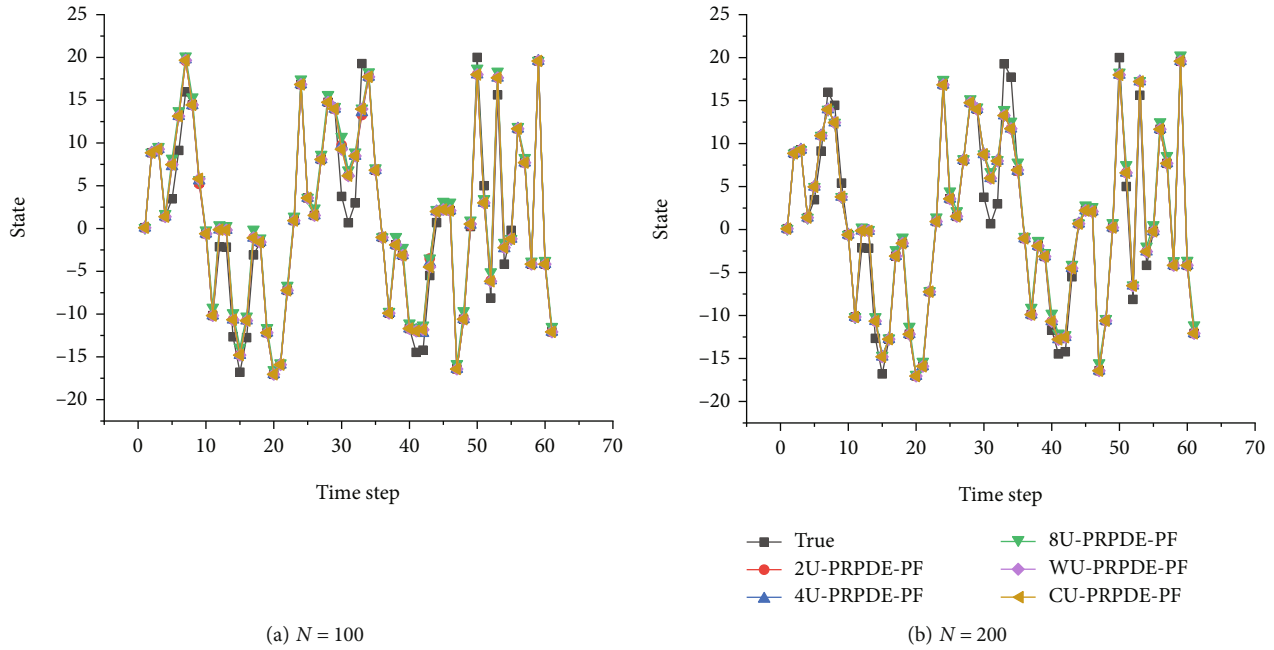 25
20
15
10
5
0
–5
–10
–15
–20
State
0 10 20 30 40 50 60 70
Time step
(a) N = 100
25
20
15
10
5
0
–5
–10
–15
–20
State
0 10 20 30 40 50 60 70
Time step
True
2U-PRPDE-PF
4U-PRPDE-PF
8U-PRPDE-PF
WU-PRPDE-PF
CU-PRPDE-PF
(b) N = 200